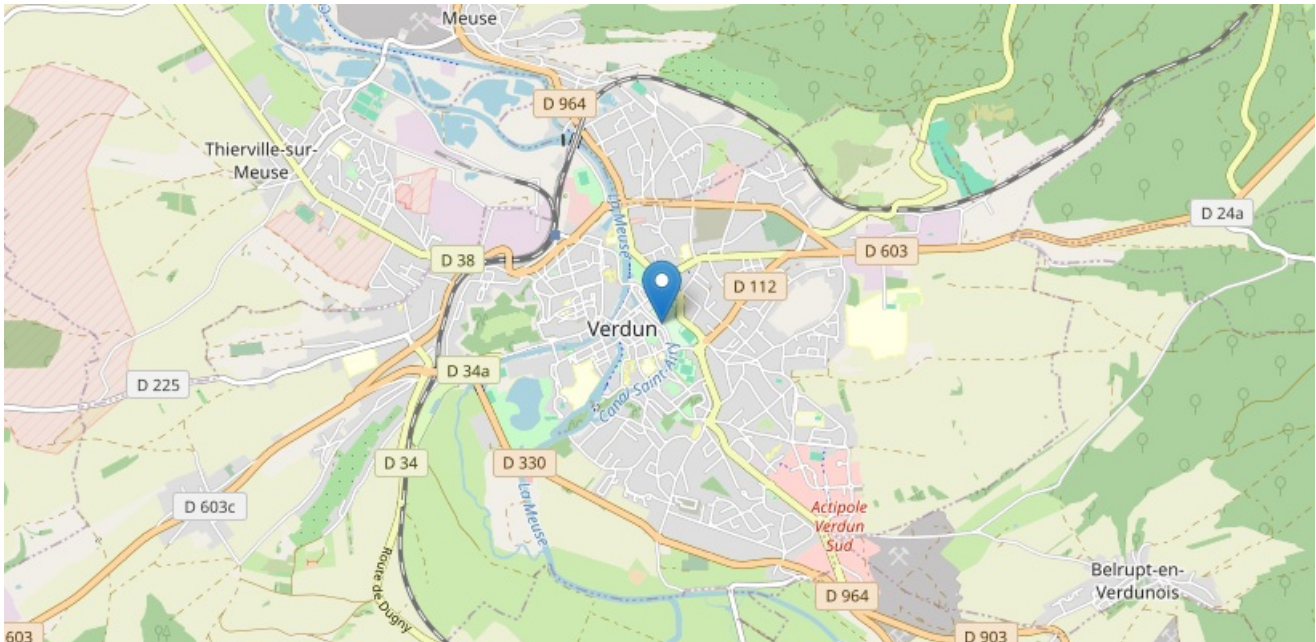 Meuse
D 964
Thierville-sur-
Meuse
La Meuse
D 24a
D 38
D 603
D 112
Verdun
D 34a
D 225
Canal Saint-Airy
D 34
D 330
La Meuse
D 603c
Actipole
Verdun
Sud
Route de Dugny
Belrupt-en-
Verdunois
D 964
603
D 903